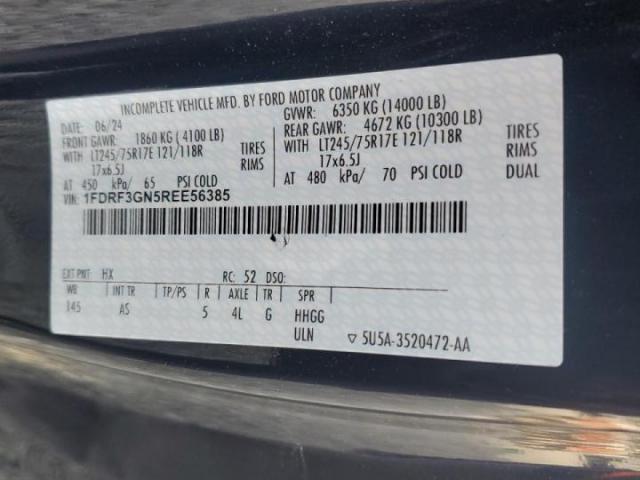 INCOMPLETE VEHICLE MFD. BY FORD MOTOR COMPANY
DATE: 06/24 GVWR: 6350 KG (14000 LB)
FRONT GAWR: 1860 KG (4100 LB) REAR GAWR: 4672 KG (10300 LB)
WITH LT245/75R17E 121/118R TIRES WITH LT245/75R17E 121/118R TIRES
17x6.5J RIMS 17x6.5J RIMS
AT 450 kPa/ 65 PSI COLD AT 480 kPa/ 70 PSI COLD DUAL
VIN: 1FDRF3GN5REE56385
EXT PNT: HX RC: 52 DSO:
WB INT TR TP/PS R AXLE TR SPR
145 AS 5 4L G HHGG
ULN ▽ 5U5A-3520472-AA